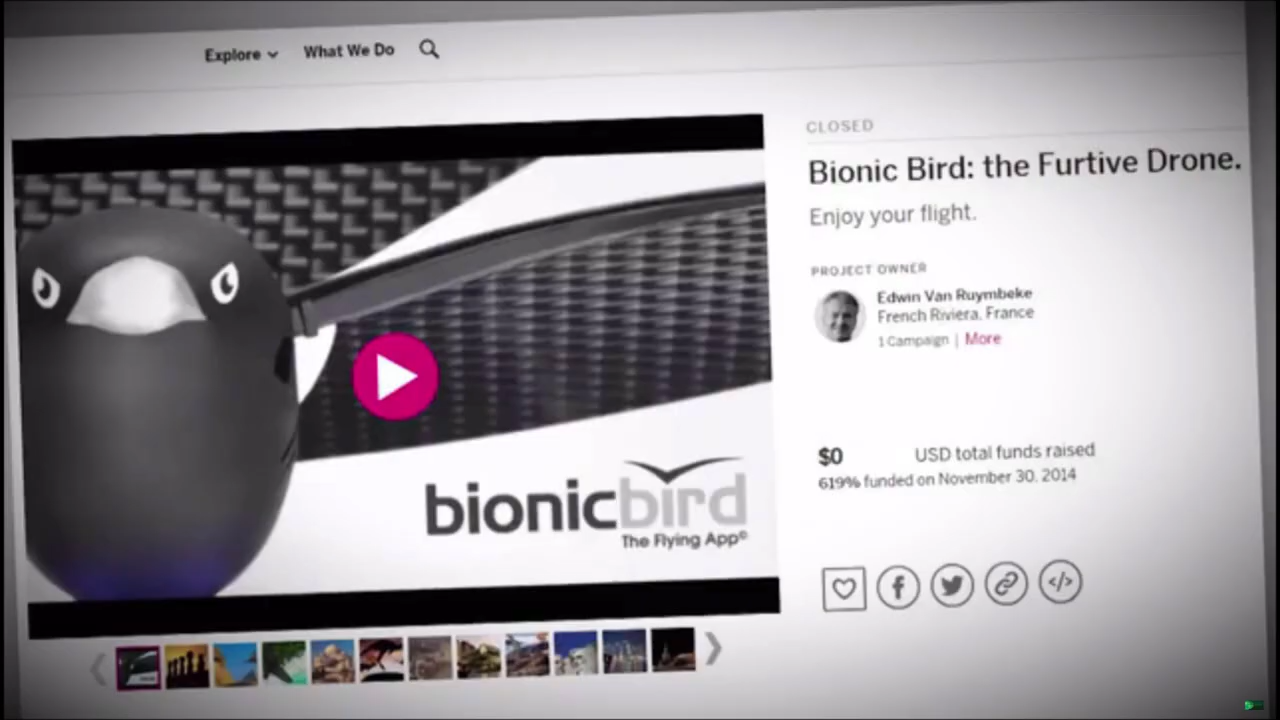 Explore What We Do
CLOSED
Bionic Bird: the Furtive Drone.
Enjoy your flight.
PROJECT OWNER
Edwin Van Ruymbeke
French Riviera, France
1 Campaign | More
$0 USD total funds raised
619% funded on November 30, 2014
bionicbird
The Flying App©